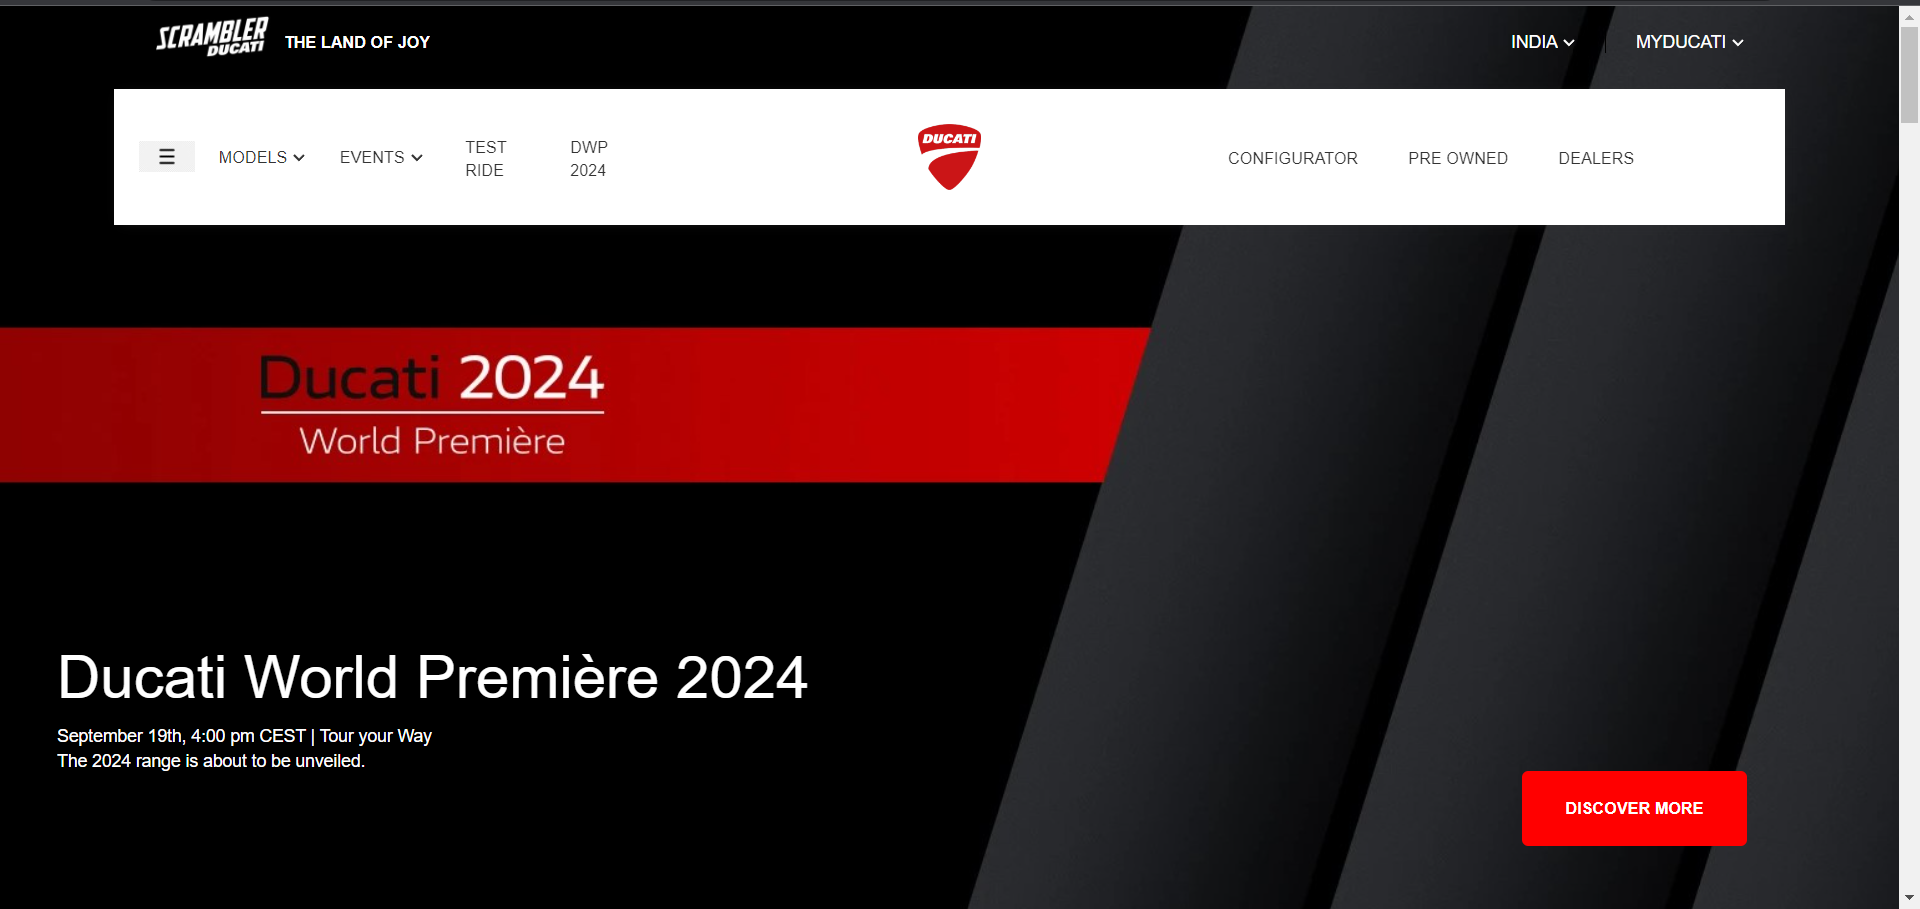 SCRAMBLER
DUCATI
THE LAND OF JOY
INDIA
MYDUCATI
MODELS
EVENTS
TEST
RIDE
DWP
2024
DUCATI
CONFIGURATOR
PRE OWNED
DEALERS
Ducati 2024
World Première
Ducati World Première 2024
September 19th, 4:00 pm CEST | Tour your Way
The 2024 range is about to be unveiled.
DISCOVER MORE